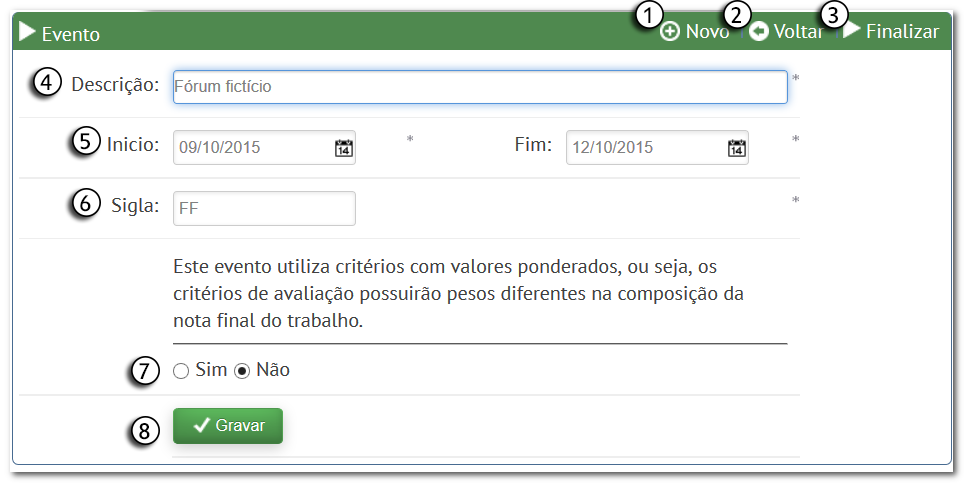 1 2 3
Evento Novo Voltar Finalizar
4 Descrição: Fórum fictício *
5 Inicio: 09/10/2015 14 * Fim: 12/10/2015 14 *
6 Sigla: FF *
Este evento utiliza critérios com valores ponderados, ou seja, os
critérios de avaliação possuirão pesos diferentes na composição da
nota final do trabalho.
7 Sim Não
8 Gravar